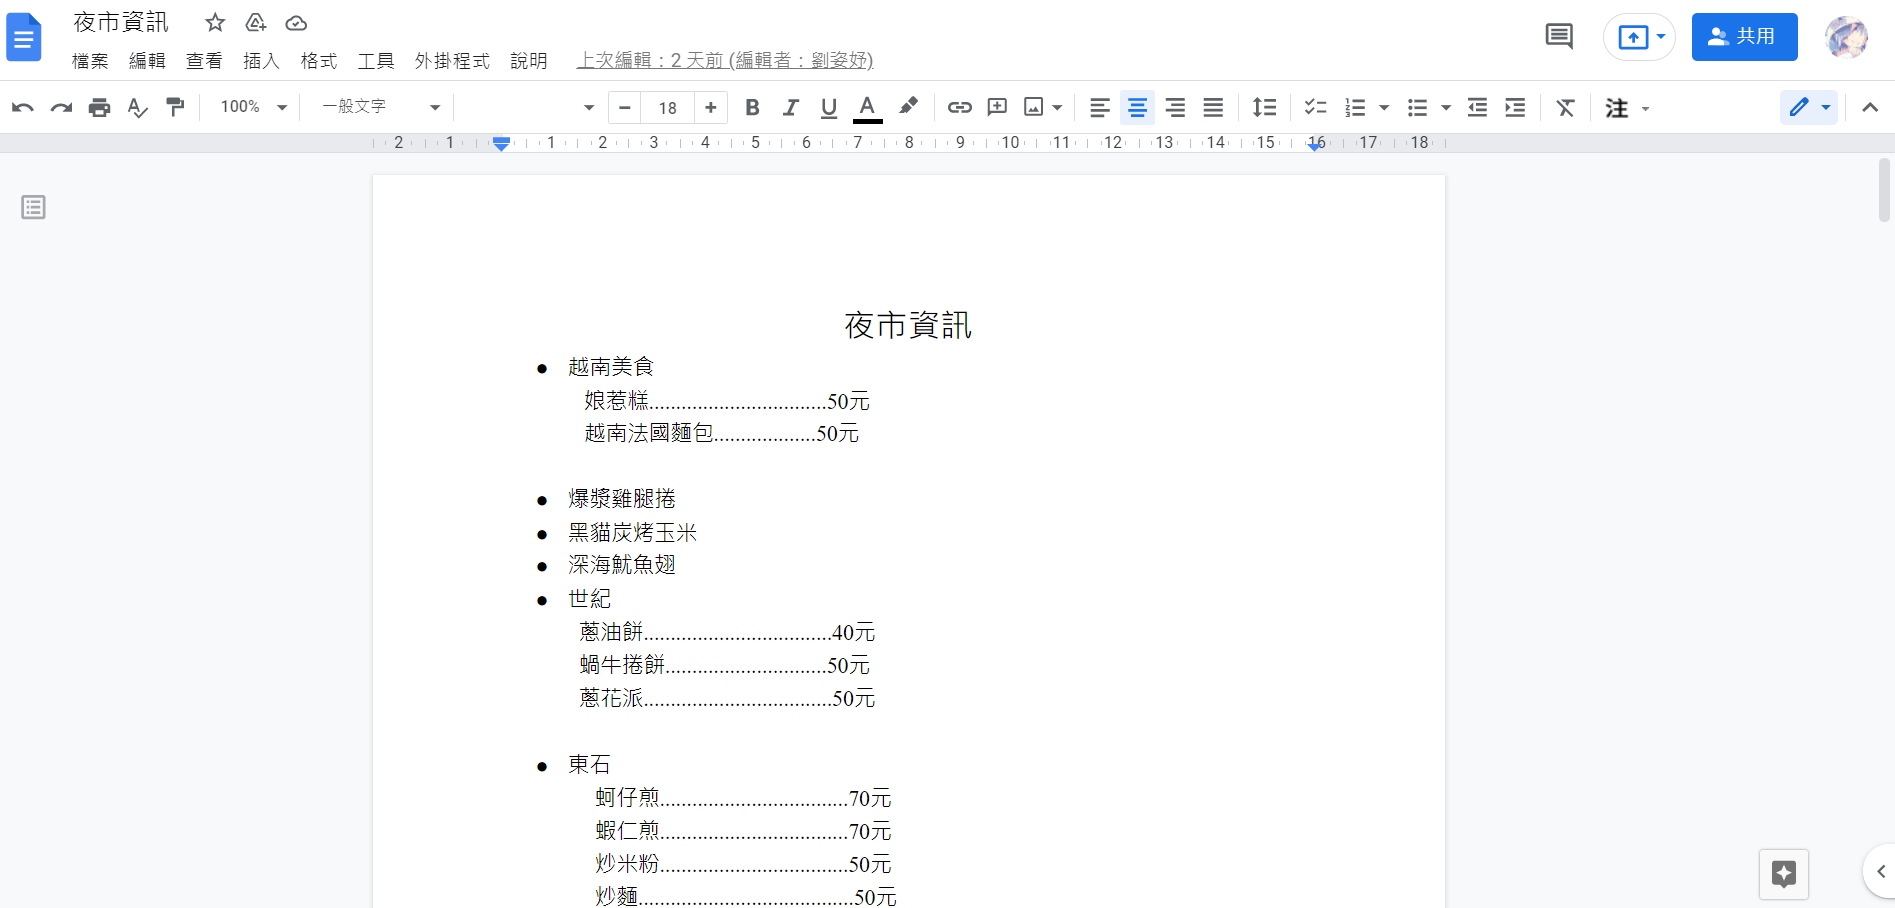 夜市資訊
檔案 編輯 查看 插入 格式 工具 外掛程式 說明 上次編輯：2 天前 (編輯者：劉姿妤)
共用
100% 一般文字 18 B I U A 注
2 1 1 2 3 4 5 6 7 8 9 10 11 12 13 14 15 16 17 18
夜市資訊
● 越南美食
娘惹糕.................................50元
越南法國麵包...................50元
● 爆漿雞腿捲
● 黑貓炭烤玉米
● 深海魷魚翅
● 世紀
蔥油餅...................................40元
蝸牛捲餅..............................50元
蔥花派...................................50元
● 東石
蚵仔煎...................................70元
蝦仁煎...................................70元
炒米粉...................................50元
炒麵........................................50元